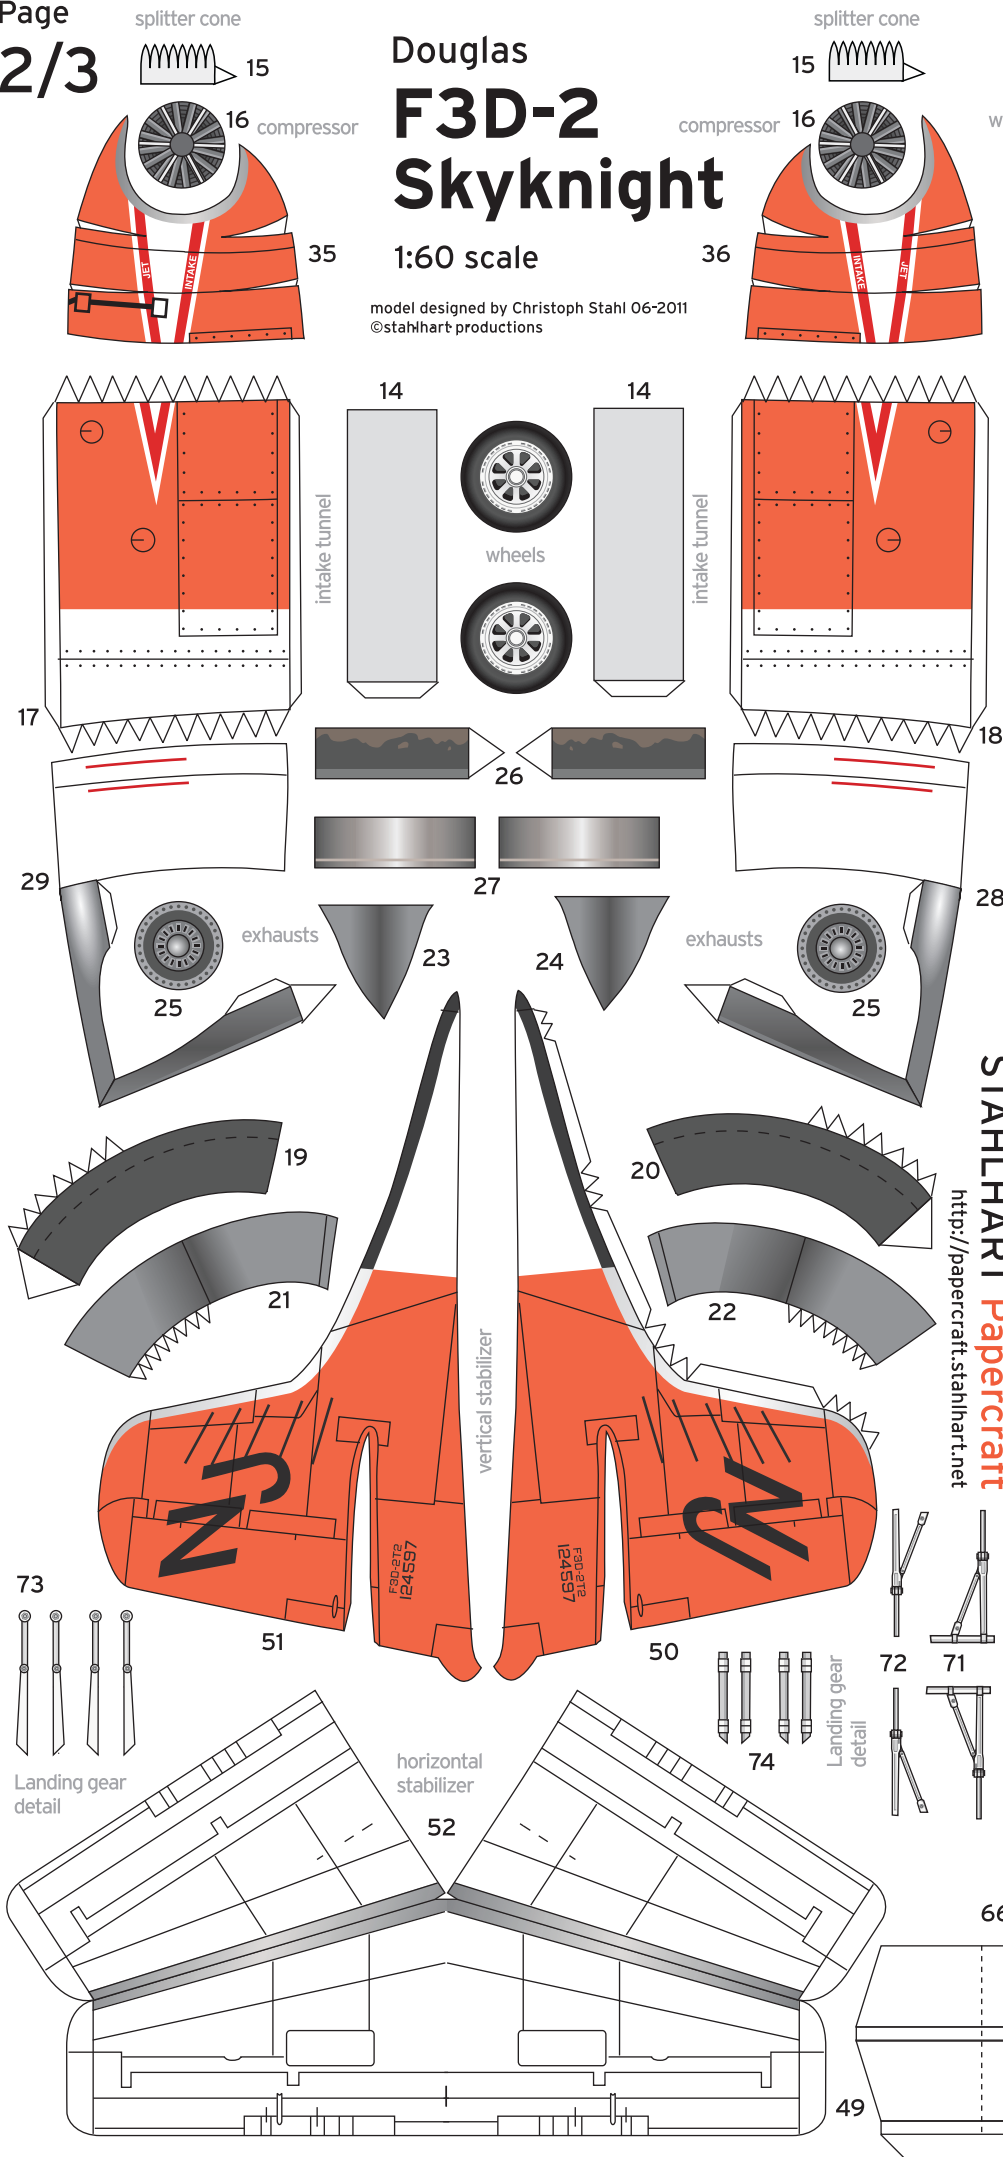 Page
2/3
splitter cone
15
16
compressor
Douglas
F3D-2
Skyknight
1:60 scale
model designed by Christoph Stahl 06-2011
©stahlhart productions
splitter cone
15
compressor
16
w
35
JET
INTAKE
36
INTAKE
JET
14
14
intake tunnel
wheels
intake tunnel
17
18
26
27
29
28
exhausts
23
24
exhausts
25
25
STAHLHART Papercraft
http://papercraft.stahlhart.net
19
20
21
22
vertical stabilizer
NJ
NJ
F3D-2T2
124597
F3D-2T2
124597
73
51
50
72
71
74
Landing gear
detail
Landing gear
detail
horizontal
stabilizer
52
66
49